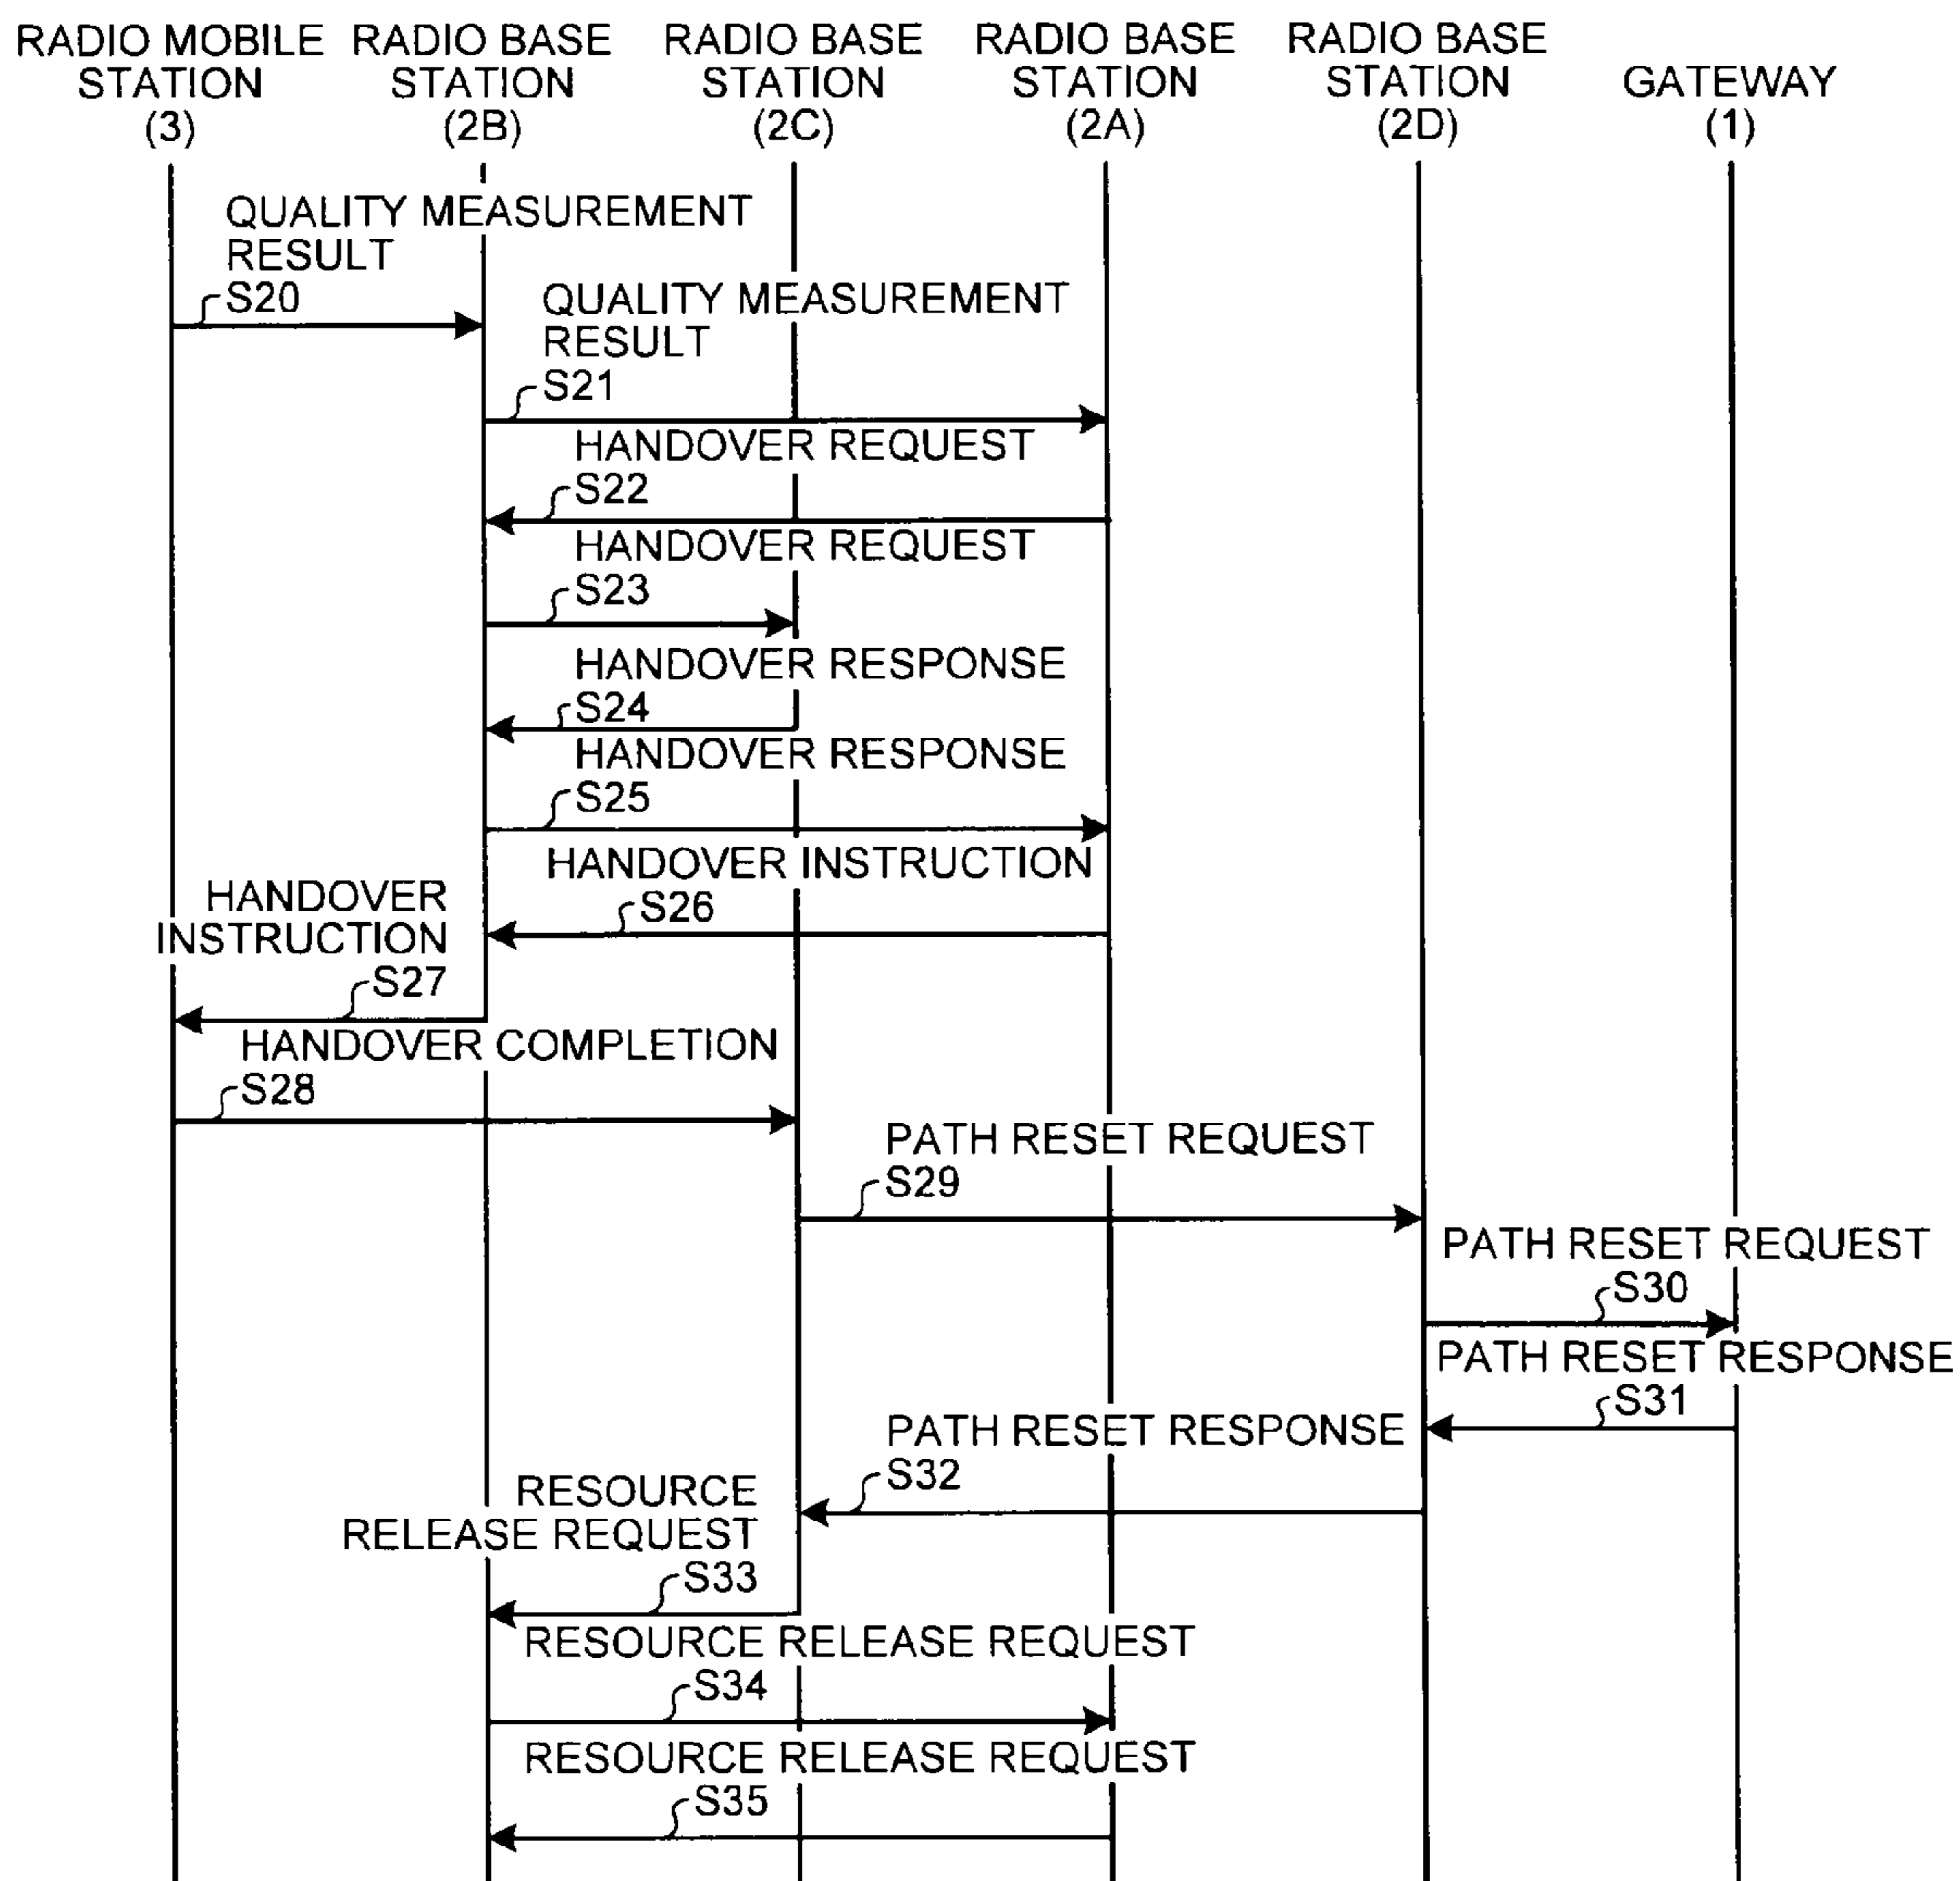 RADIO MOBILE STATION (3)
RADIO BASE STATION (2B)
RADIO BASE STATION (2C)
RADIO BASE STATION (2A)
RADIO BASE STATION (2D)
GATEWAY (1)
QUALITY MEASUREMENT
RESULT
S20
QUALITY MEASUREMENT
RESULT
S21
HANDOVER REQUEST
S22
HANDOVER REQUEST
S23
HANDOVER RESPONSE
S24
HANDOVER RESPONSE
S25
HANDOVER INSTRUCTION
S26
HANDOVER
INSTRUCTION
S27
HANDOVER COMPLETION
S28
PATH RESET REQUEST
S29
PATH RESET REQUEST
S30
PATH RESET RESPONSE
S31
PATH RESET RESPONSE
S32
RESOURCE
RELEASE REQUEST
S33
RESOURCE RELEASE REQUEST
S34
RESOURCE RELEASE REQUEST
S35